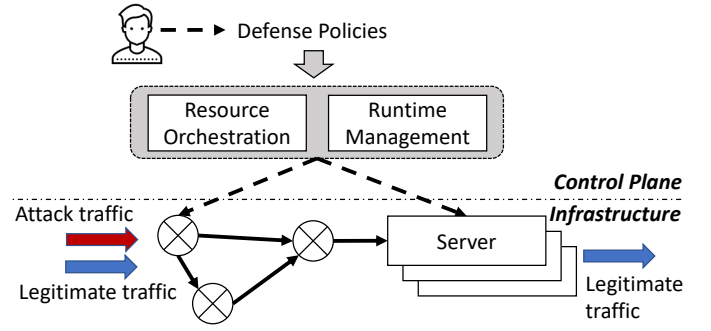 Defense Policies
Resource
Orchestration
Runtime
Management
Control Plane
Infrastructure
Attack traffic
Legitimate traffic
Server
Legitimate
traffic